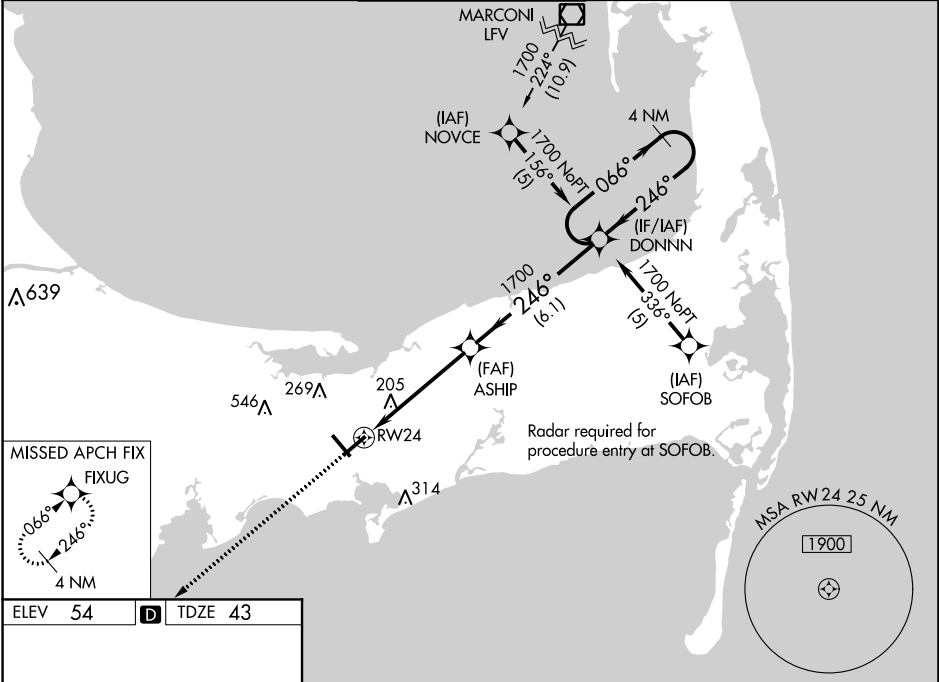 MARCONI
LFV
1700
224°
(10.9)
(IAF)
NOVCE
1700 NoPT
156°
(5)
4 NM
066°
246°
(IF/IAF)
DONNN
1700
246°
(6.1)
1700 NoPT
336°
(5)
639
(FAF)
ASHIP
(IAF)
SOFOB
546
269
205
RW24
Radar required for
procedure entry at SOFOB.
314
MISSED APCH FIX
FIXUG
066°
246°
4 NM
MSA RW24 25 NM
1900
ELEV 54 D TDZE 43